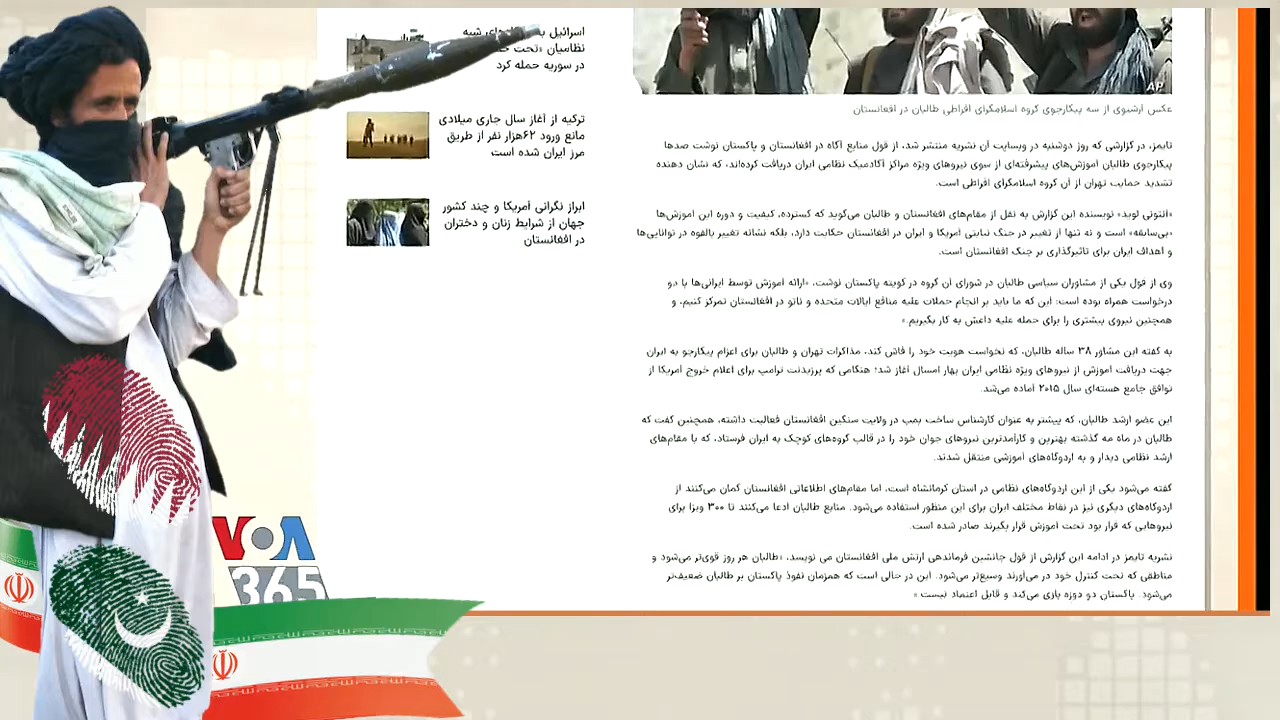 AP
عکس آرشیوی از سه پیکارجوی گروه اسلامگرای افراطی طالبان در افغانستان
تایمز، در گزارشی که روز دوشنبه در وبسایت آن نشریه منتشر شد، از قول منابع آگاه در افغانستان و پاکستان نوشت صدها
پیکارجوی طالبان آموزش‌های پیشرفته‌ای از سوی نیروهای ویژه مراکز آکادمیک نظامی ایران دریافت کرده‌اند، که نشان دهنده
تشدید حمایت تهران از آن گروه اسلامگرای افراطی است.
«آنتونی لوید» نویسنده این گزارش به نقل از مقام‌های افغانستان و طالبان می‌گوید که گسترده، کیفیت و دوره این آموزش‌ها
«بی‌سابقه» است و نه تنها از تغییر در جنگ نیابتی آمریکا و ایران در افغانستان حکایت دارد، بلکه نشانه تغییر بالقوه در توانایی‌ها
و اهداف ایران برای تاثیرگذاری بر جنگ افغانستان است.
وی از قول یکی از مشاوران سیاسی طالبان در شورای آن گروه در کویته پاکستان نوشت، «ارائه آموزش توسط ایرانی‌ها با دو
درخواست همراه بوده است: این که ما باید بر انجام حملات علیه منافع ایالات متحده و ناتو در افغانستان تمرکز کنیم، و
همچنین نیروی بیشتری را برای حمله علیه داعش به کار بگیریم.»
به گفته این مشاور ۳۸ ساله طالبان، که نخواست هویت خود را فاش کند، مذاکرات تهران و طالبان برای اعزام پیکارجو به ایران
جهت دریافت آموزش از نیروهای ویژه نظامی ایران بهار امسال آغاز شد؛ هنگامی که پرزیدنت ترامپ برای اعلام خروج آمریکا از
توافق جامع هسته‌ای سال ۲۰۱۵ آماده می‌شد.
این عضو ارشد طالبان، که پیشتر به عنوان کارشناس ساخت بمب در ولایت سنگین افغانستان فعالیت داشته، همچنین گفت که
طالبان در ماه مه گذشته بهترین و کارآمدترین نیروهای جوان خود را در قالب گروه‌های کوچک به ایران فرستاد، که با مقام‌های
ارشد نظامی دیدار و به اردوگاه‌های آموزشی منتقل شدند.
گفته می‌شود یکی از این اردوگاه‌های نظامی در استان کرمانشاه است، اما مقام‌های اطلاعاتی افغانستان گمان می‌کنند از
اردوگاه‌های دیگری نیز در نقاط مختلف ایران برای این منظور استفاده می‌شود. منابع طالبان ادعا می‌کنند تا ۳۰۰ ویزا برای
نیروهایی که قرار بود تحت آموزش قرار بگیرند صادر شده است.
نشریه تایمز در ادامه این گزارش از قول جانشین فرماندهی ارتش ملی افغانستان می نویسد، «طالبان هر روز قوی‌تر می‌شود و
مناطقی که تحت کنترل خود در می‌آورند وسیع‌تر می‌شود. این در حالی است که همزمان نفوذ پاکستان بر طالبان ضعیف‌تر
می‌شود. پاکستان دو دوزه بازی می‌کند و قابل اعتماد نیست.»
اسرائیل به شبه
نظامیان «تحت
در سوریه حمله کرد
ترکیه از آغاز سال جاری میلادی
مانع ورود ۶۲هزار نفر از طریق
مرز ایران شده است
ابراز نگرانی آمریکا و چند کشور
جهان از شرایط زنان و دختران
در افغانستان
VOA
365